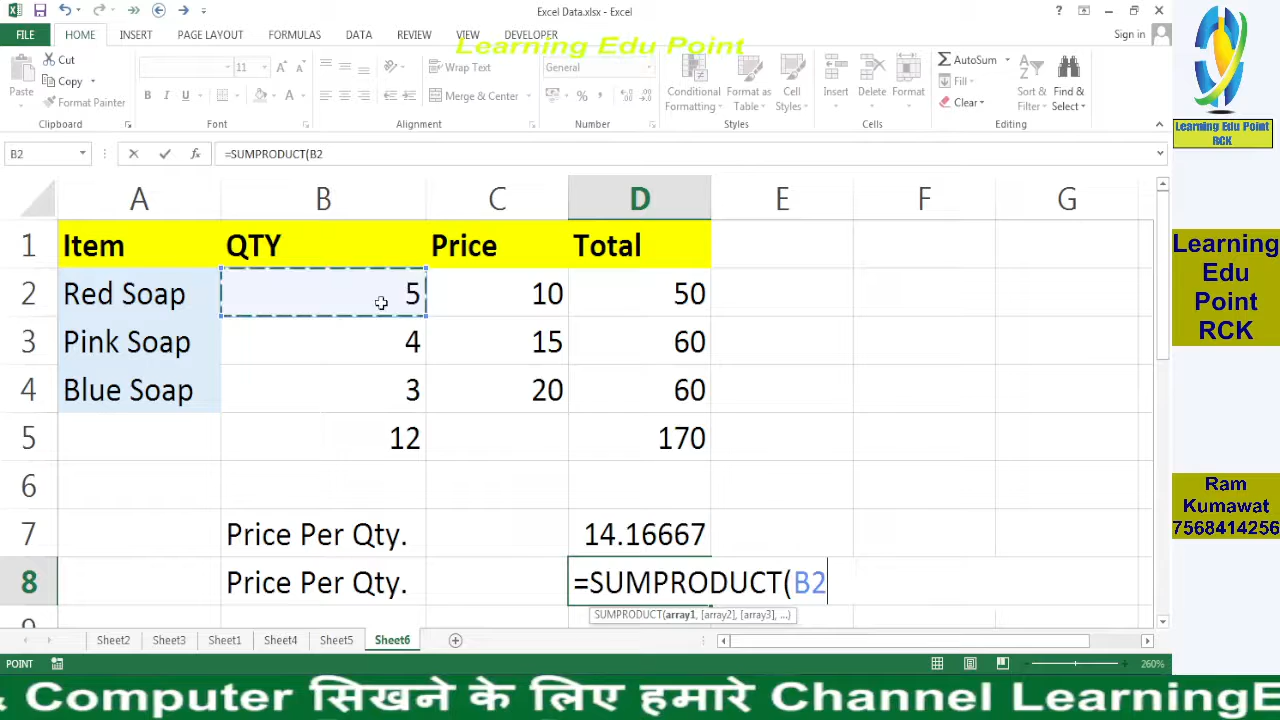 Excel Data.xlsx - Excel
FILE HOME INSERT PAGE LAYOUT FORMULAS DATA REVIEW VIEW DEVELOPER Sign in
Learning Edu Point
Cut
Copy
Format Painter
Paste
Clipboard
Font
Wrap Text
Merge & Center
Alignment
General
Number
Conditional Formatting
Format as Table
Cell Styles
Styles
Insert Delete Format
Cells
AutoSum
Fill
Clear
Sort & Filter
Find & Select
Editing
B2 =SUMPRODUCT(B2
A B C D E F G
1 Item QTY Price Total
2 Red Soap 5 10 50
3 Pink Soap 4 15 60
4 Blue Soap 3 20 60
5 12 170
6
7 Price Per Qty. 14.16667
8 Price Per Qty. =SUMPRODUCT(B2
SUMPRODUCT(array1, [array2], [array3], ...)
Sheet2 Sheet3 Sheet1 Sheet4 Sheet5 Sheet6
POINT 260%
Learning Edu Point
RCK
Learning
Edu
Point
RCK
Ram
Kumawat
7568414256
& Computer सिखने के लिए हमारे Channel LearningE